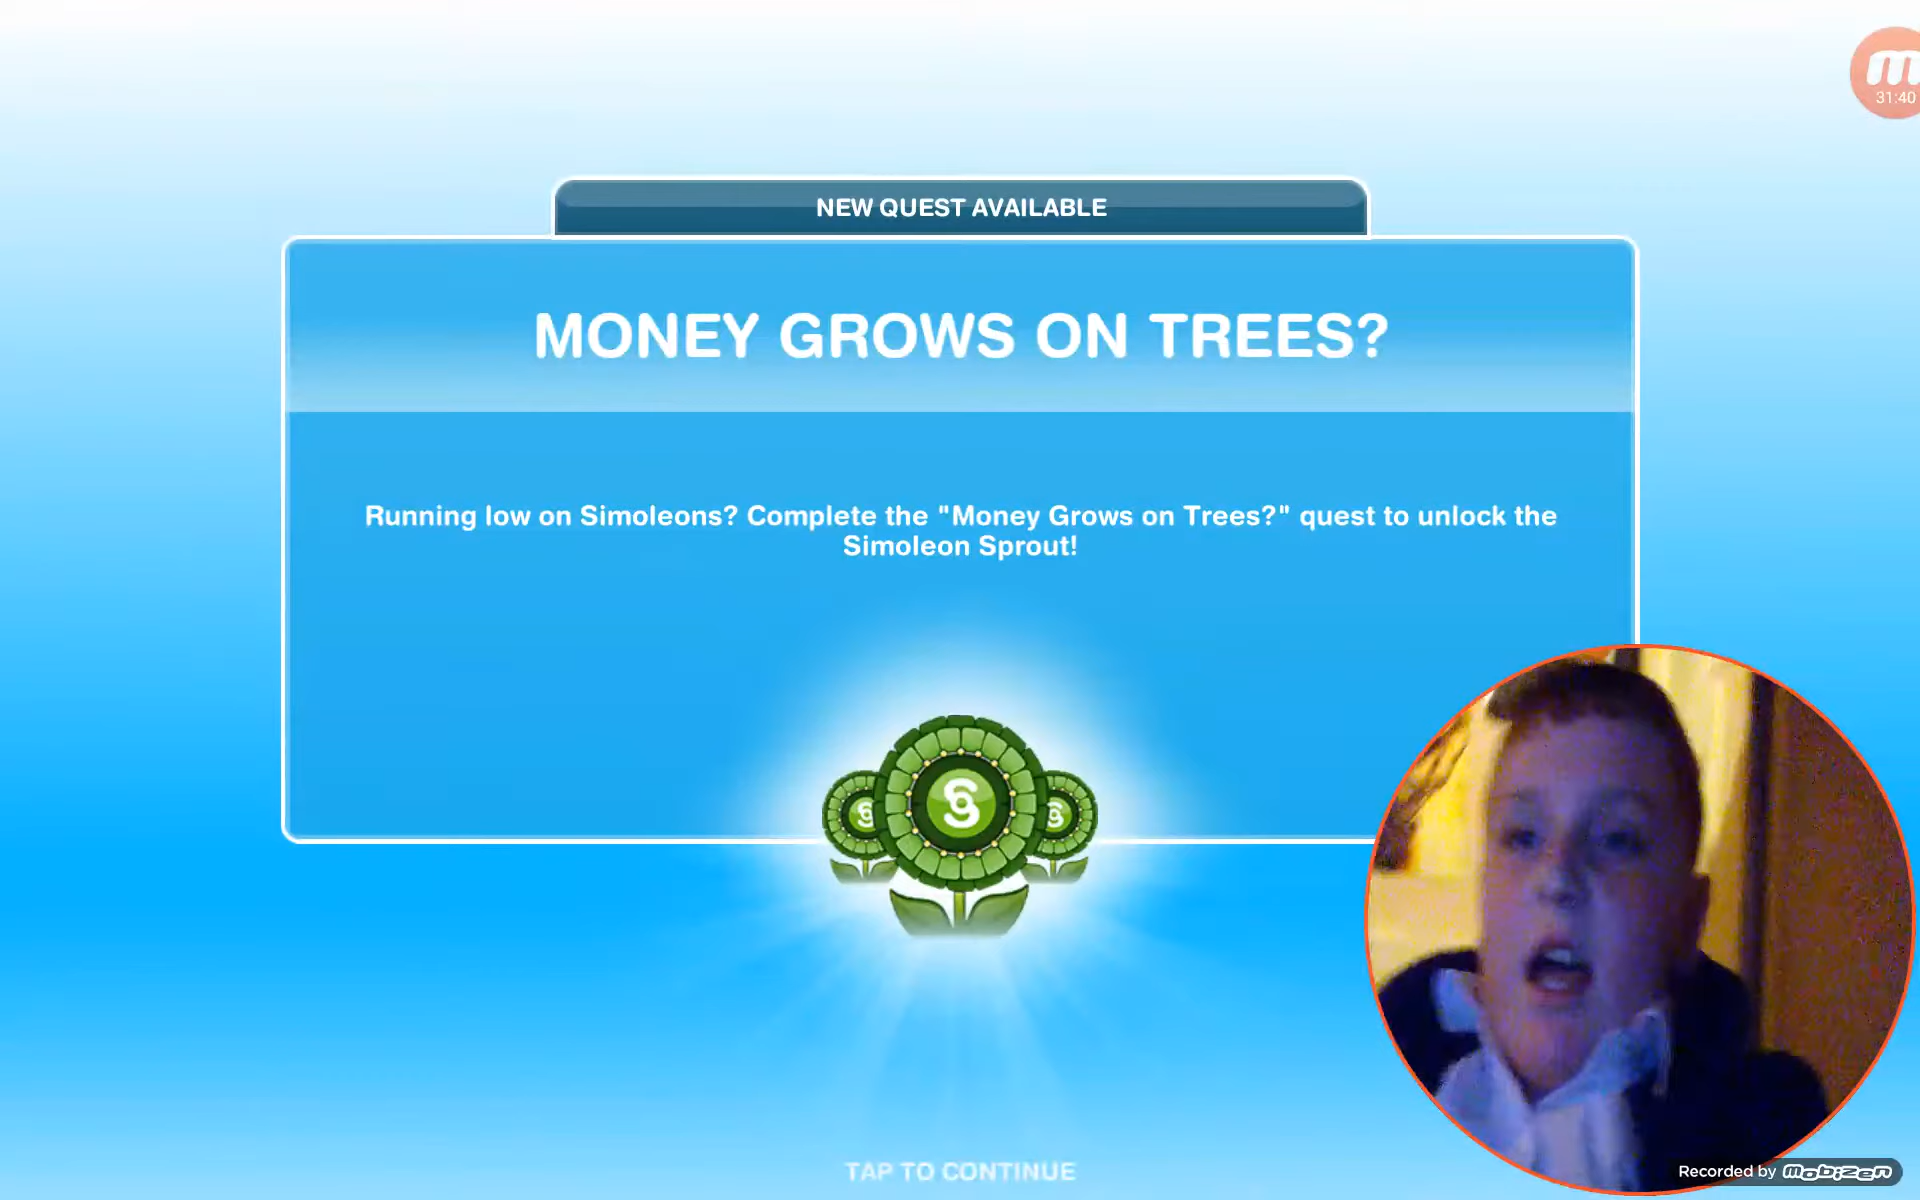 31:40
NEW QUEST AVAILABLE
MONEY GROWS ON TREES?
Running low on Simoleons? Complete the "Money Grows on Trees?" quest to unlock the
Simoleon Sprout!
TAP TO CONTINUE
Recorded by mobizen